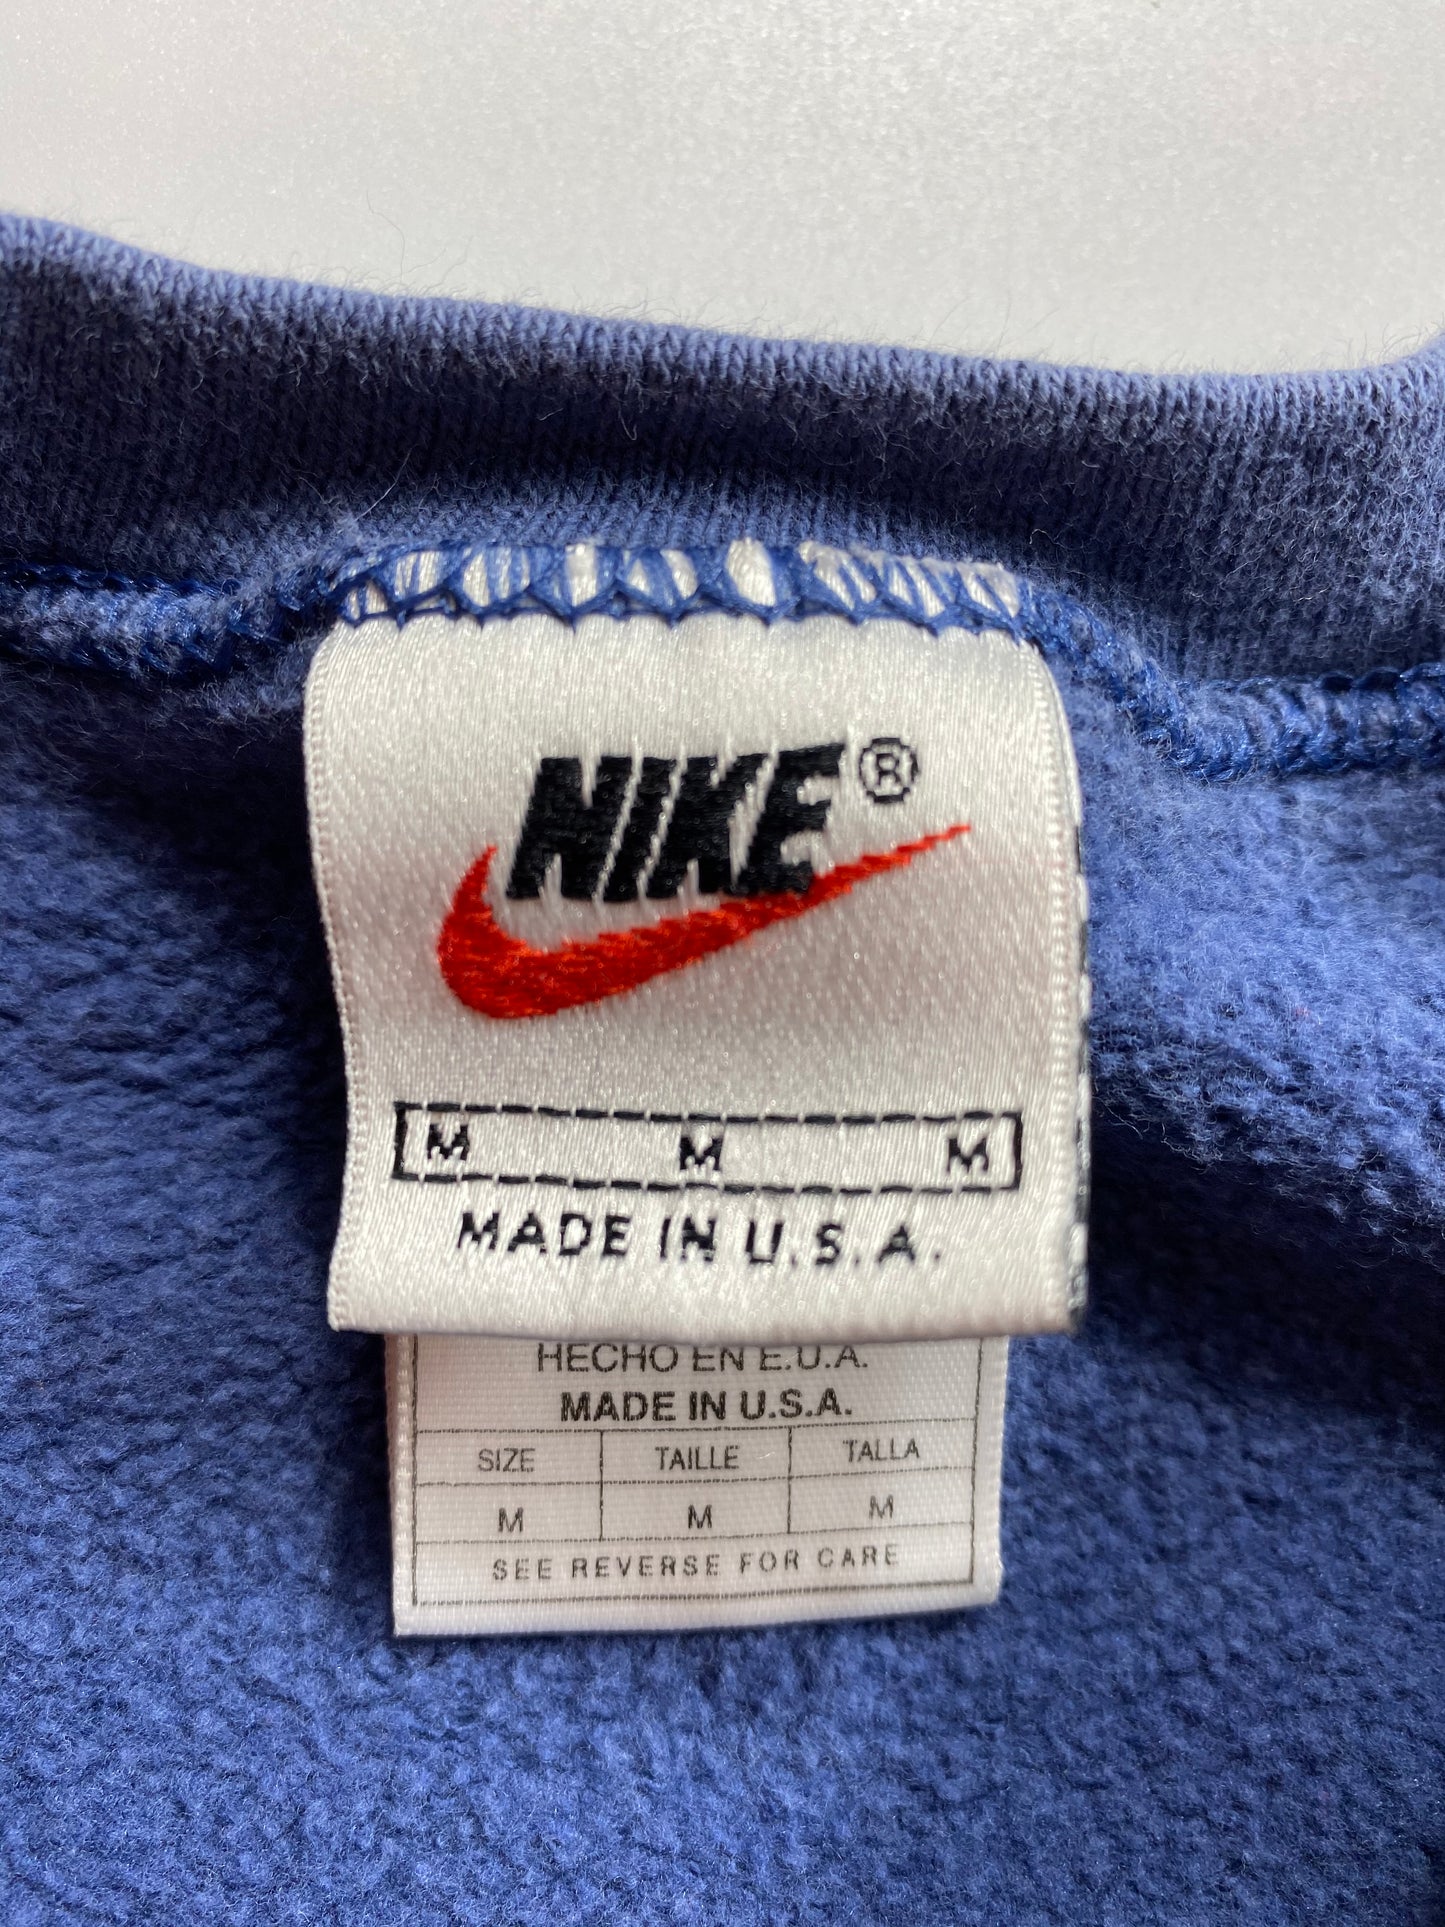 NIKE®
M M M
MADE IN U.S.A.
HECHO EN E.U.A.
MADE IN U.S.A.
SIZE TAILLE TALLA
M M M
SEE REVERSE FOR CARE